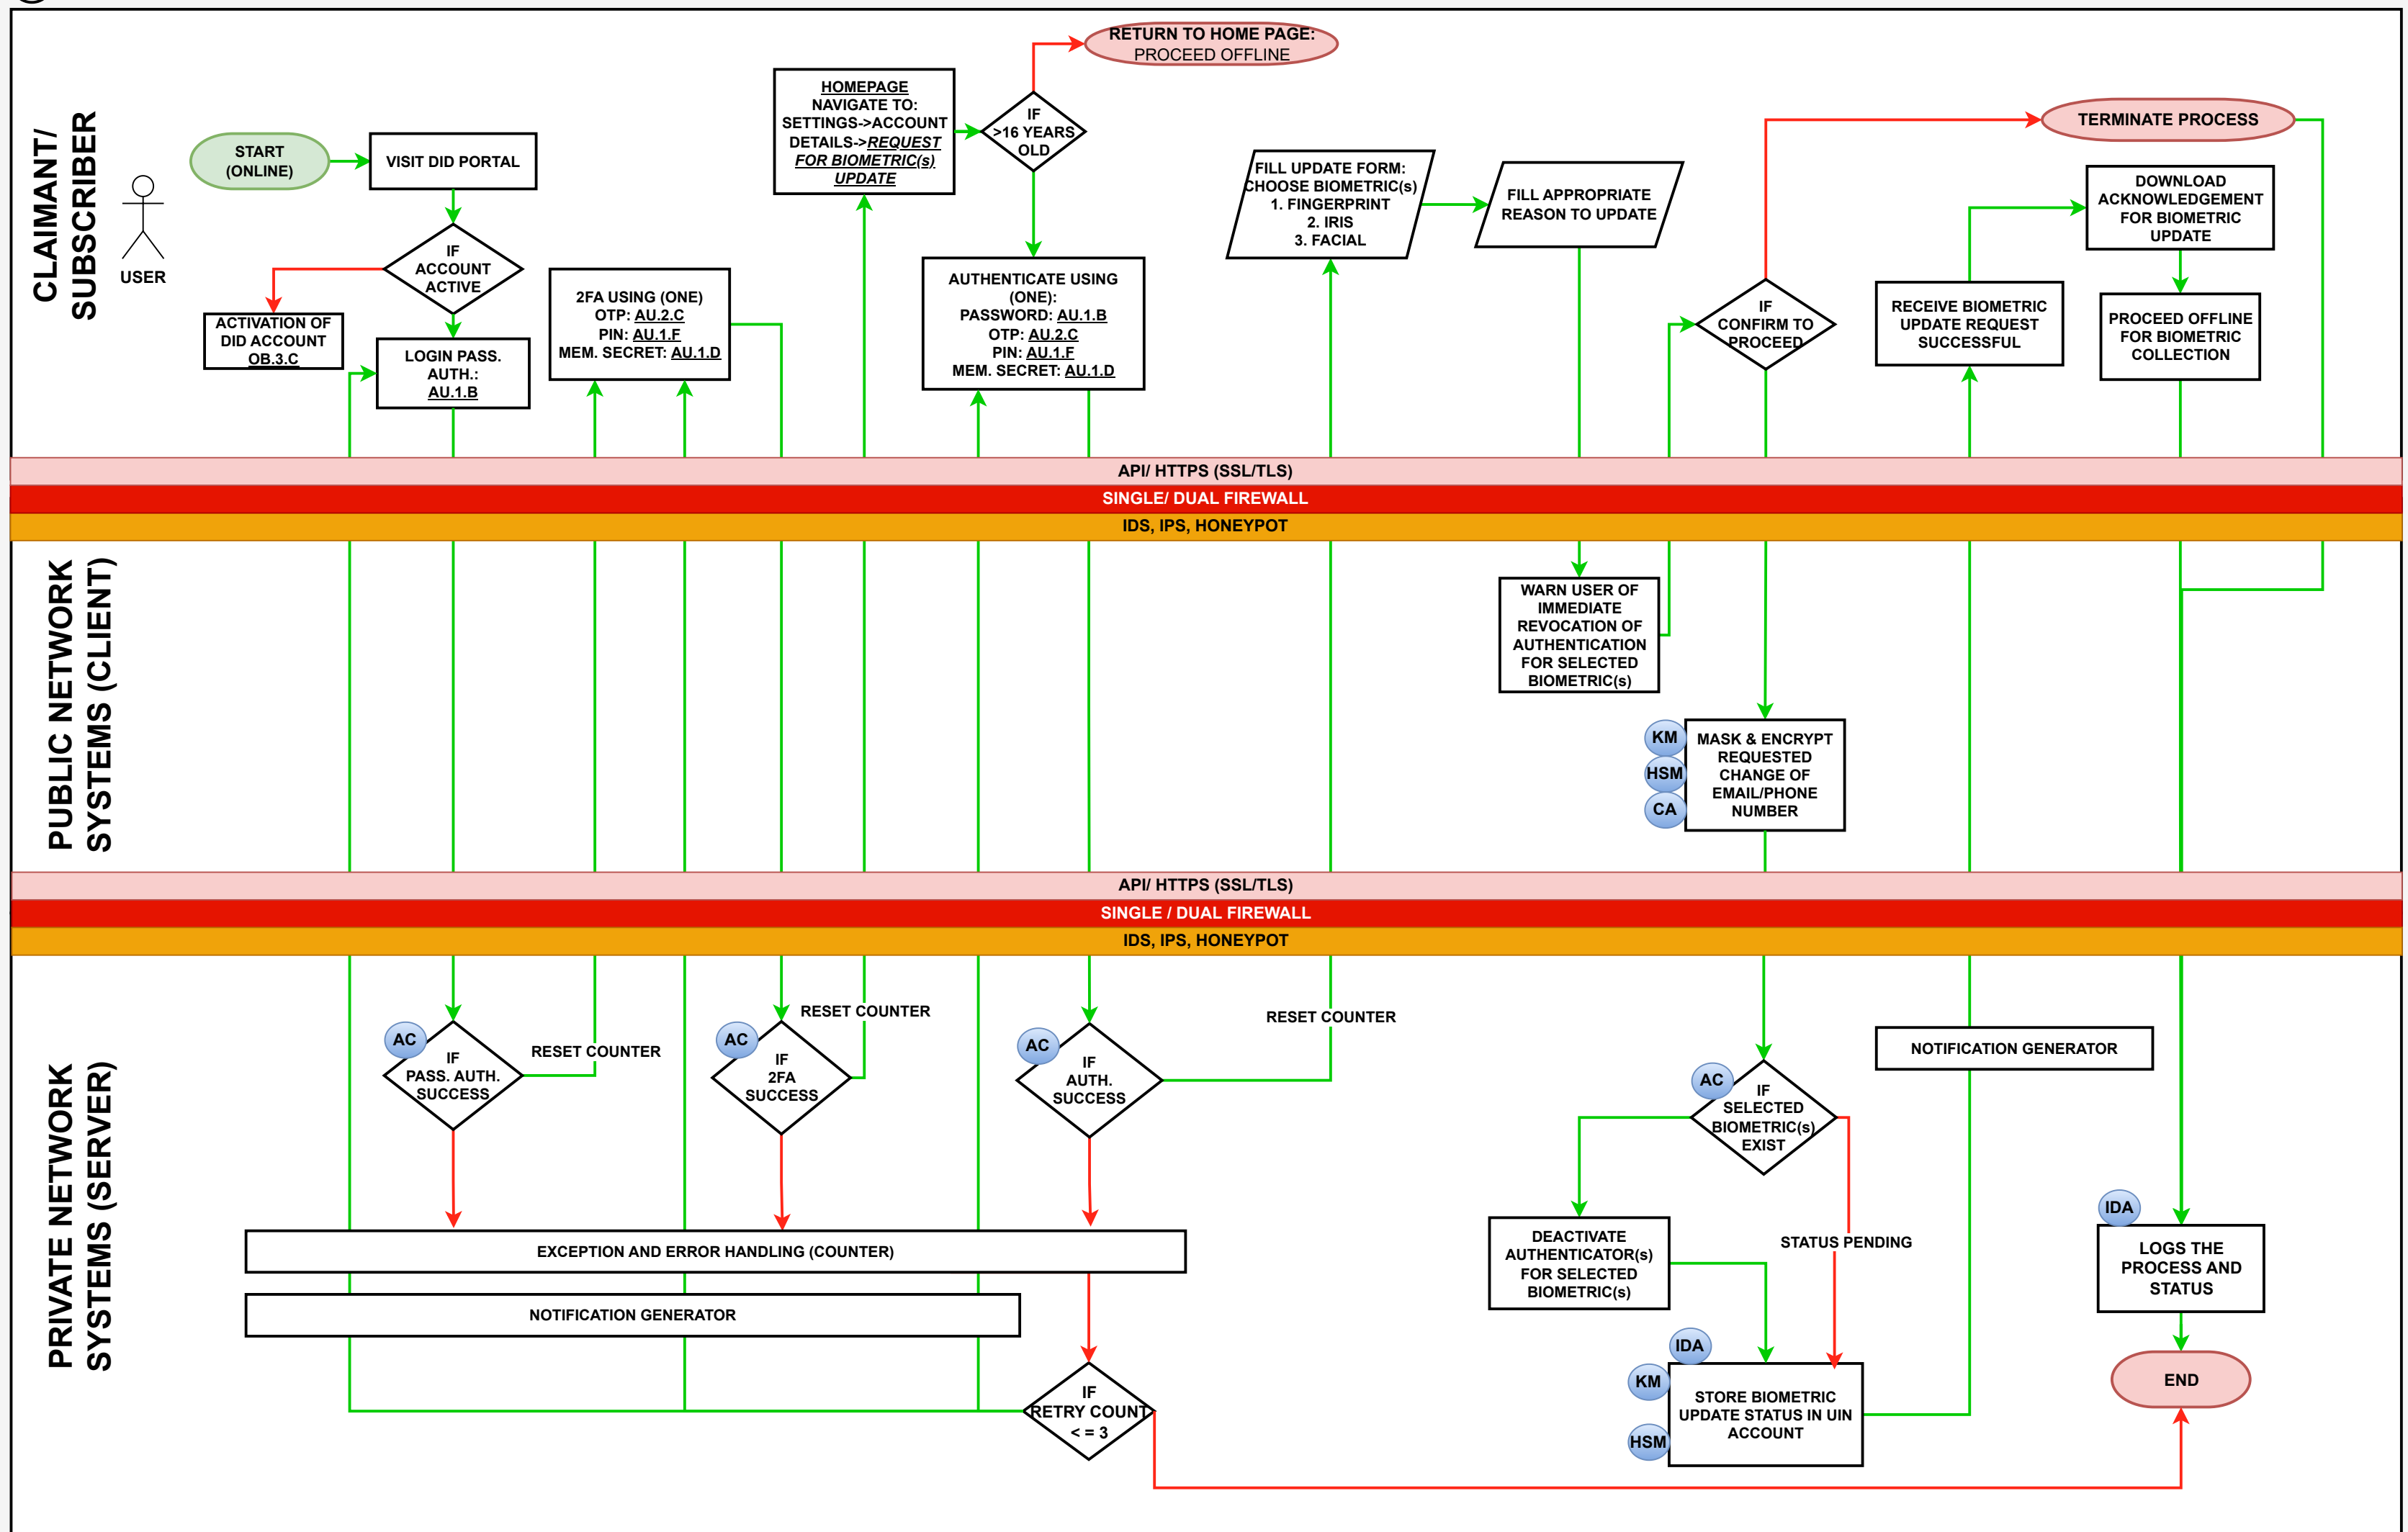 CLAIMANT/
SUBSCRIBER
USER
START
(ONLINE)
VISIT DID PORTAL
IF
ACCOUNT
ACTIVE
ACTIVATION OF
DID ACCOUNT
OB.3.C
LOGIN PASS.
AUTH.:
AU.1.B
2FA USING (ONE)
OTP: AU.2.C
PIN: AU.1.F
MEM. SECRET: AU.1.D
HOMEPAGE
NAVIGATE TO:
SETTINGS->ACCOUNT
DETAILS->REQUEST
FOR BIOMETRIC(s)
UPDATE
IF
>16 YEARS
OLD
RETURN TO HOME PAGE:
PROCEED OFFLINE
AUTHENTICATE USING
(ONE):
PASSWORD: AU.1.B
OTP: AU.2.C
PIN: AU.1.F
MEM. SECRET: AU.1.D
FILL UPDATE FORM:
CHOOSE BIOMETRIC(s)
1. FINGERPRINT
2. IRIS
3. FACIAL
FILL APPROPRIATE
REASON TO UPDATE
IF
CONFIRM TO
PROCEED
TERMINATE PROCESS
RECEIVE BIOMETRIC
UPDATE REQUEST
SUCCESSFUL
DOWNLOAD
ACKNOWLEDGEMENT
FOR BIOMETRIC
UPDATE
PROCEED OFFLINE
FOR BIOMETRIC
COLLECTION
API/ HTTPS (SSL/TLS)
SINGLE/ DUAL FIREWALL
IDS, IPS, HONEYPOT
PUBLIC NETWORK
SYSTEMS (CLIENT)
WARN USER OF
IMMEDIATE
REVOCATION OF
AUTHENTICATION
FOR SELECTED
BIOMETRIC(s)
KM
HSM
CA
MASK & ENCRYPT
REQUESTED
CHANGE OF
EMAIL/PHONE
NUMBER
API/ HTTPS (SSL/TLS)
SINGLE / DUAL FIREWALL
IDS, IPS, HONEYPOT
PRIVATE NETWORK
SYSTEMS (SERVER)
AC
IF
PASS. AUTH.
SUCCESS
RESET COUNTER
AC
IF
2FA
SUCCESS
RESET COUNTER
AC
IF
AUTH.
SUCCESS
RESET COUNTER
EXCEPTION AND ERROR HANDLING (COUNTER)
NOTIFICATION GENERATOR
IF
RETRY COUNT
< = 3
AC
IF
SELECTED
BIOMETRIC(s)
EXIST
NOTIFICATION GENERATOR
DEACTIVATE
AUTHENTICATOR(s)
FOR SELECTED
BIOMETRIC(s)
STATUS PENDING
IDA
KM
HSM
STORE BIOMETRIC
UPDATE STATUS IN UIN
ACCOUNT
IDA
LOGS THE
PROCESS AND
STATUS
END